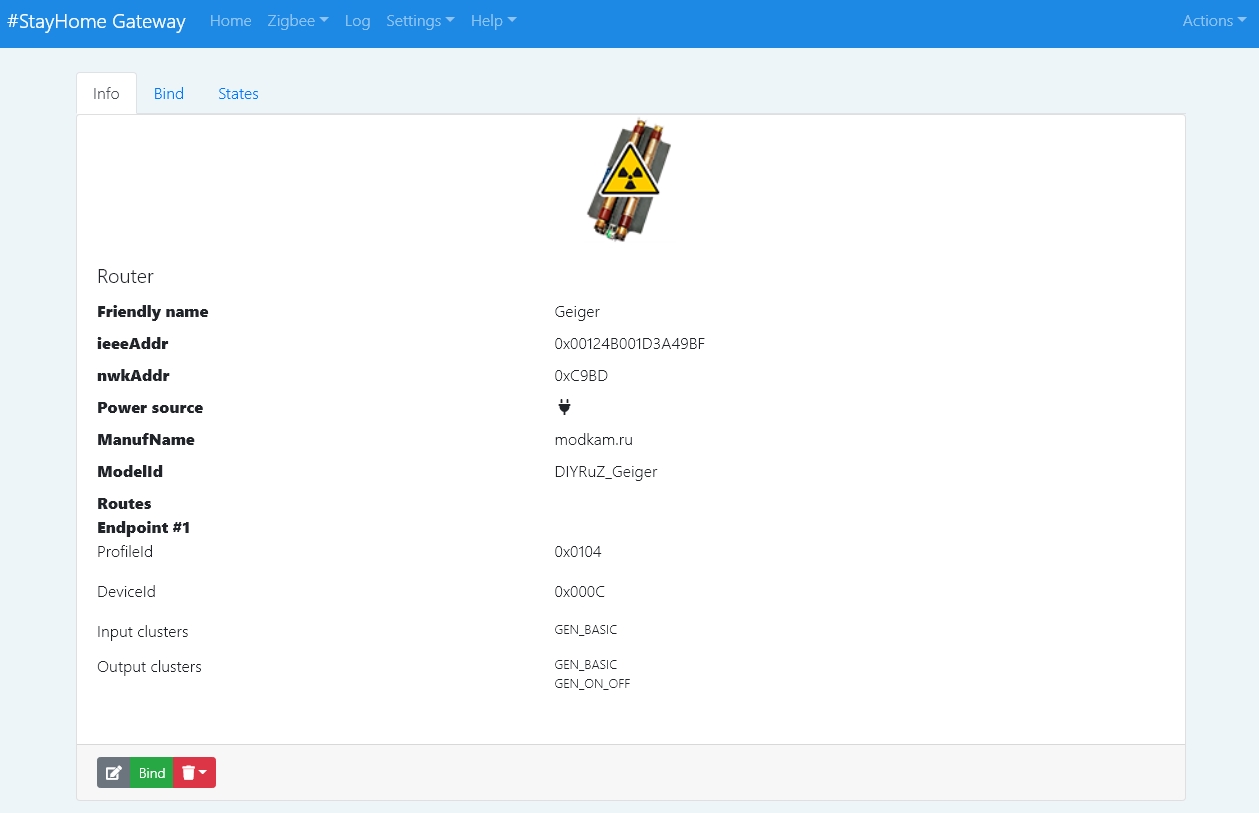 #StayHome Gateway Home Zigbee Log Settings Help Actions
Info Bind States
Router
Friendly name Geiger
ieeeAddr 0x00124B001D3A49BF
nwkAddr 0xC9BD
Power source
ManufName modkam.ru
ModelId DIYRuZ_Geiger
Routes
Endpoint #1
ProfileId 0x0104
DeviceId 0x000C
Input clusters GEN_BASIC
Output clusters GEN_BASIC
GEN_ON_OFF
Bind